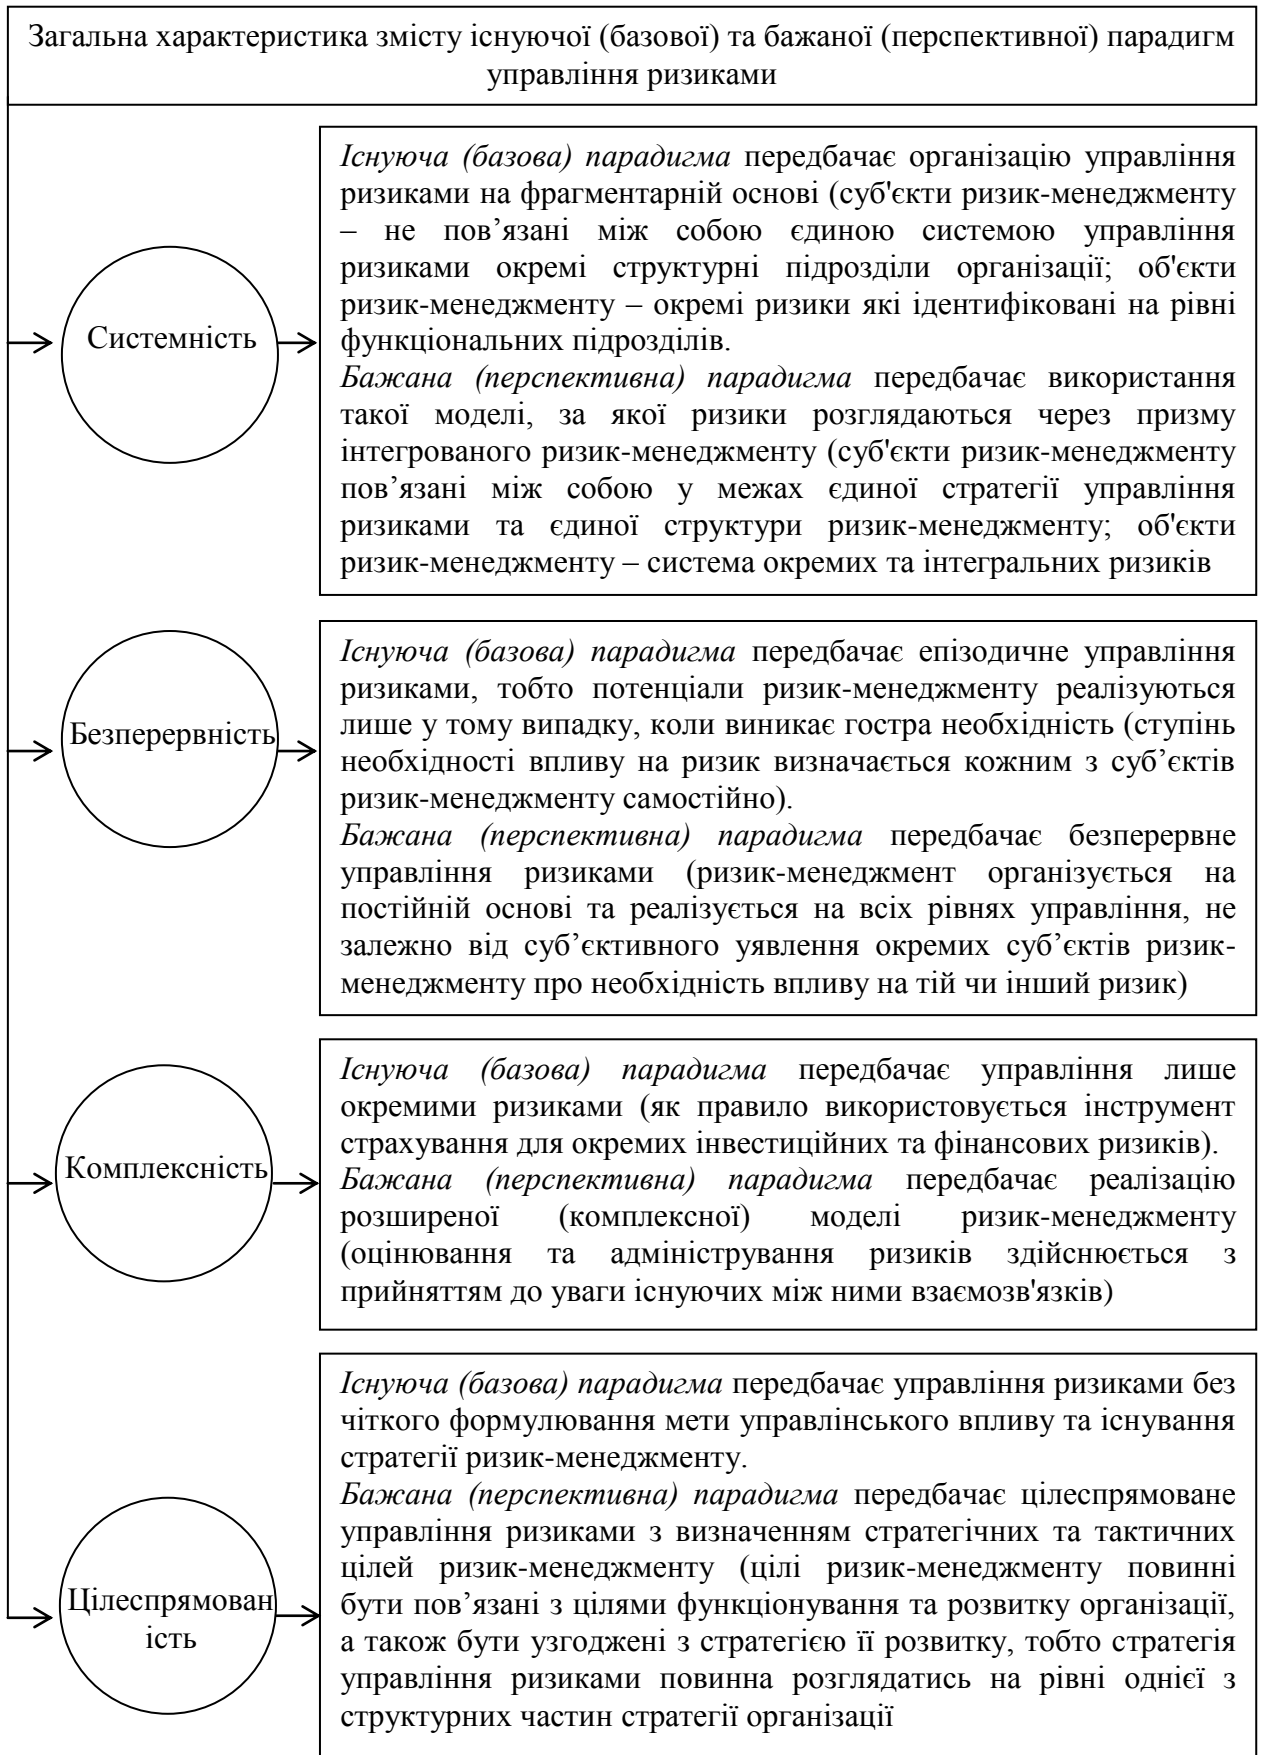 Загальна характеристика змісту існуючої (базової) та бажаної (перспективної) парадигм
управління ризиками
Системність
Існуюча (базова) парадигма передбачає організацію управління
ризиками на фрагментарній основі (суб'єкти ризик-менеджменту
– не пов’язані між собою єдиною системою управління
ризиками окремі структурні підрозділи організації; об'єкти
ризик-менеджменту – окремі ризики які ідентифіковані на рівні
функціональних підрозділів.
Бажана (перспективна) парадигма передбачає використання
такої моделі, за якої ризики розглядаються через призму
інтегрованого ризик-менеджменту (суб'єкти ризик-менеджменту
пов’язані між собою у межах єдиної стратегії управління
ризиками та єдиної структури ризик-менеджменту; об'єкти
ризик-менеджменту – система окремих та інтегральних ризиків
Безперервність
Існуюча (базова) парадигма передбачає епізодичне управління
ризиками, тобто потенціали ризик-менеджменту реалізуються
лише у тому випадку, коли виникає гостра необхідність (ступінь
необхідності впливу на ризик визначається кожним з суб’єктів
ризик-менеджменту самостійно).
Бажана (перспективна) парадигма передбачає безперервне
управління ризиками (ризик-менеджмент організується на
постійній основі та реалізується на всіх рівнях управління, не
залежно від суб’єктивного уявлення окремих суб’єктів ризик-
менеджменту про необхідність впливу на тій чи інший ризик)
Комплексність
Існуюча (базова) парадигма передбачає управління лише
окремими ризиками (як правило використовується інструмент
страхування для окремих інвестиційних та фінансових ризиків).
Бажана (перспективна) парадигма передбачає реалізацію
розширеної (комплексної) моделі ризик-менеджменту
(оцінювання та адміністрування ризиків здійснюється з
прийняттям до уваги існуючих між ними взаємозв'язків)
Цілеспрямован
ість
Існуюча (базова) парадигма передбачає управління ризиками без
чіткого формулювання мети управлінського впливу та існування
стратегії ризик-менеджменту.
Бажана (перспективна) парадигма передбачає цілеспрямоване
управління ризиками з визначенням стратегічних та тактичних
цілей ризик-менеджменту (цілі ризик-менеджменту повинні
бути пов’язані з цілями функціонування та розвитку організації,
а також бути узгоджені з стратегією її розвитку, тобто стратегія
управління ризиками повинна розглядатись на рівні однієї з
структурних частин стратегії організації